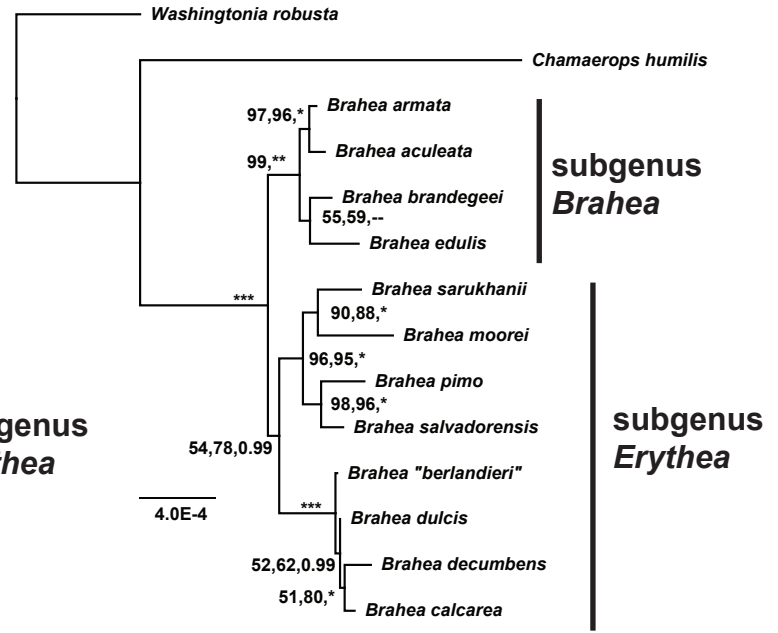 Washingtonia robusta
Chamaerops humilis
Brahea armata
97,96,*
Brahea aculeata
99,**
subgenus
Brahea
Brahea brandegeei
55,59,--
Brahea edulis
Brahea sarukhanii
***
90,88,*
Brahea moorei
96,95,*
Brahea pimo
98,96,*
Brahea salvadorensis
subgenus
Erythea
genus
thea
54,78,0.99
Brahea "berlandieri"
4.0E-4
***
Brahea dulcis
52,62,0.99
Brahea decumbens
51,80,*
Brahea calcarea